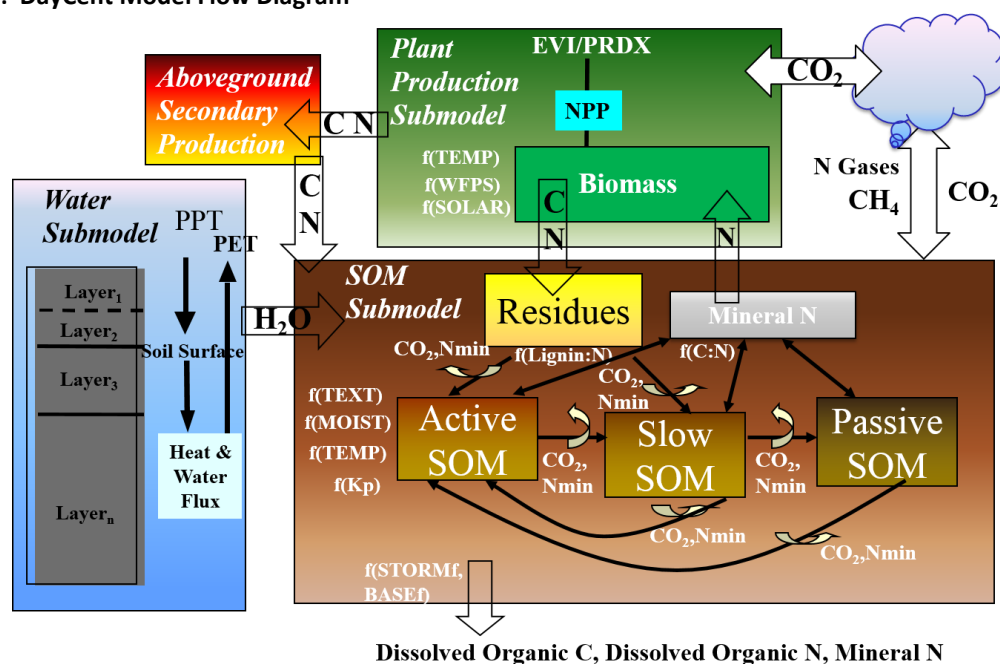 DayCent Model Flow Diagram
Aboveground
Secondary
Production
Plant
Production
Submodel
EVI/PRDX
NPP
f(TEMP)
f(WFPS)
f(SOLAR)
Biomass
CO₂
C N
C
N
C
N
N
N Gases
CH₄
CO₂
Water
Submodel
PPT
PET
Layer₁
Layer₂
Soil Surface
Layer₃
Heat &
Water
Flux
Layerₙ
H₂O
SOM
Submodel
Residues
Mineral N
f(Lignin:N)
f(C:N)
CO₂,Nmin
CO₂,
Nmin
f(TEXT)
f(MOIST)
f(TEMP)
f(Kp)
Active
SOM
CO₂,
Nmin
Slow
SOM
CO₂,
Nmin
Passive
SOM
CO₂,Nmin
CO₂,Nmin
f(STORMf,
BASEf)
Dissolved Organic C, Dissolved Organic N, Mineral N